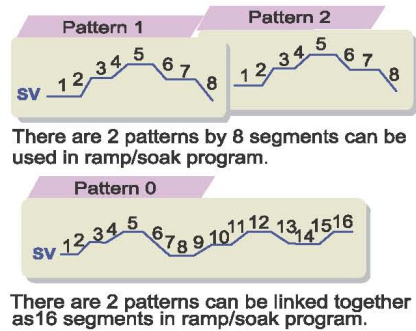 Pattern 1
Pattern 2
SV 1 2 3 4 5 6 7 8
1 2 3 4 5 6 7 8
There are 2 patterns by 8 segments can be
used in ramp/soak program.
Pattern 0
SV 1 2 3 4 5 6 7 8 9 10 11 12 13 14 15 16
There are 2 patterns can be linked together
as16 segments in ramp/soak program.